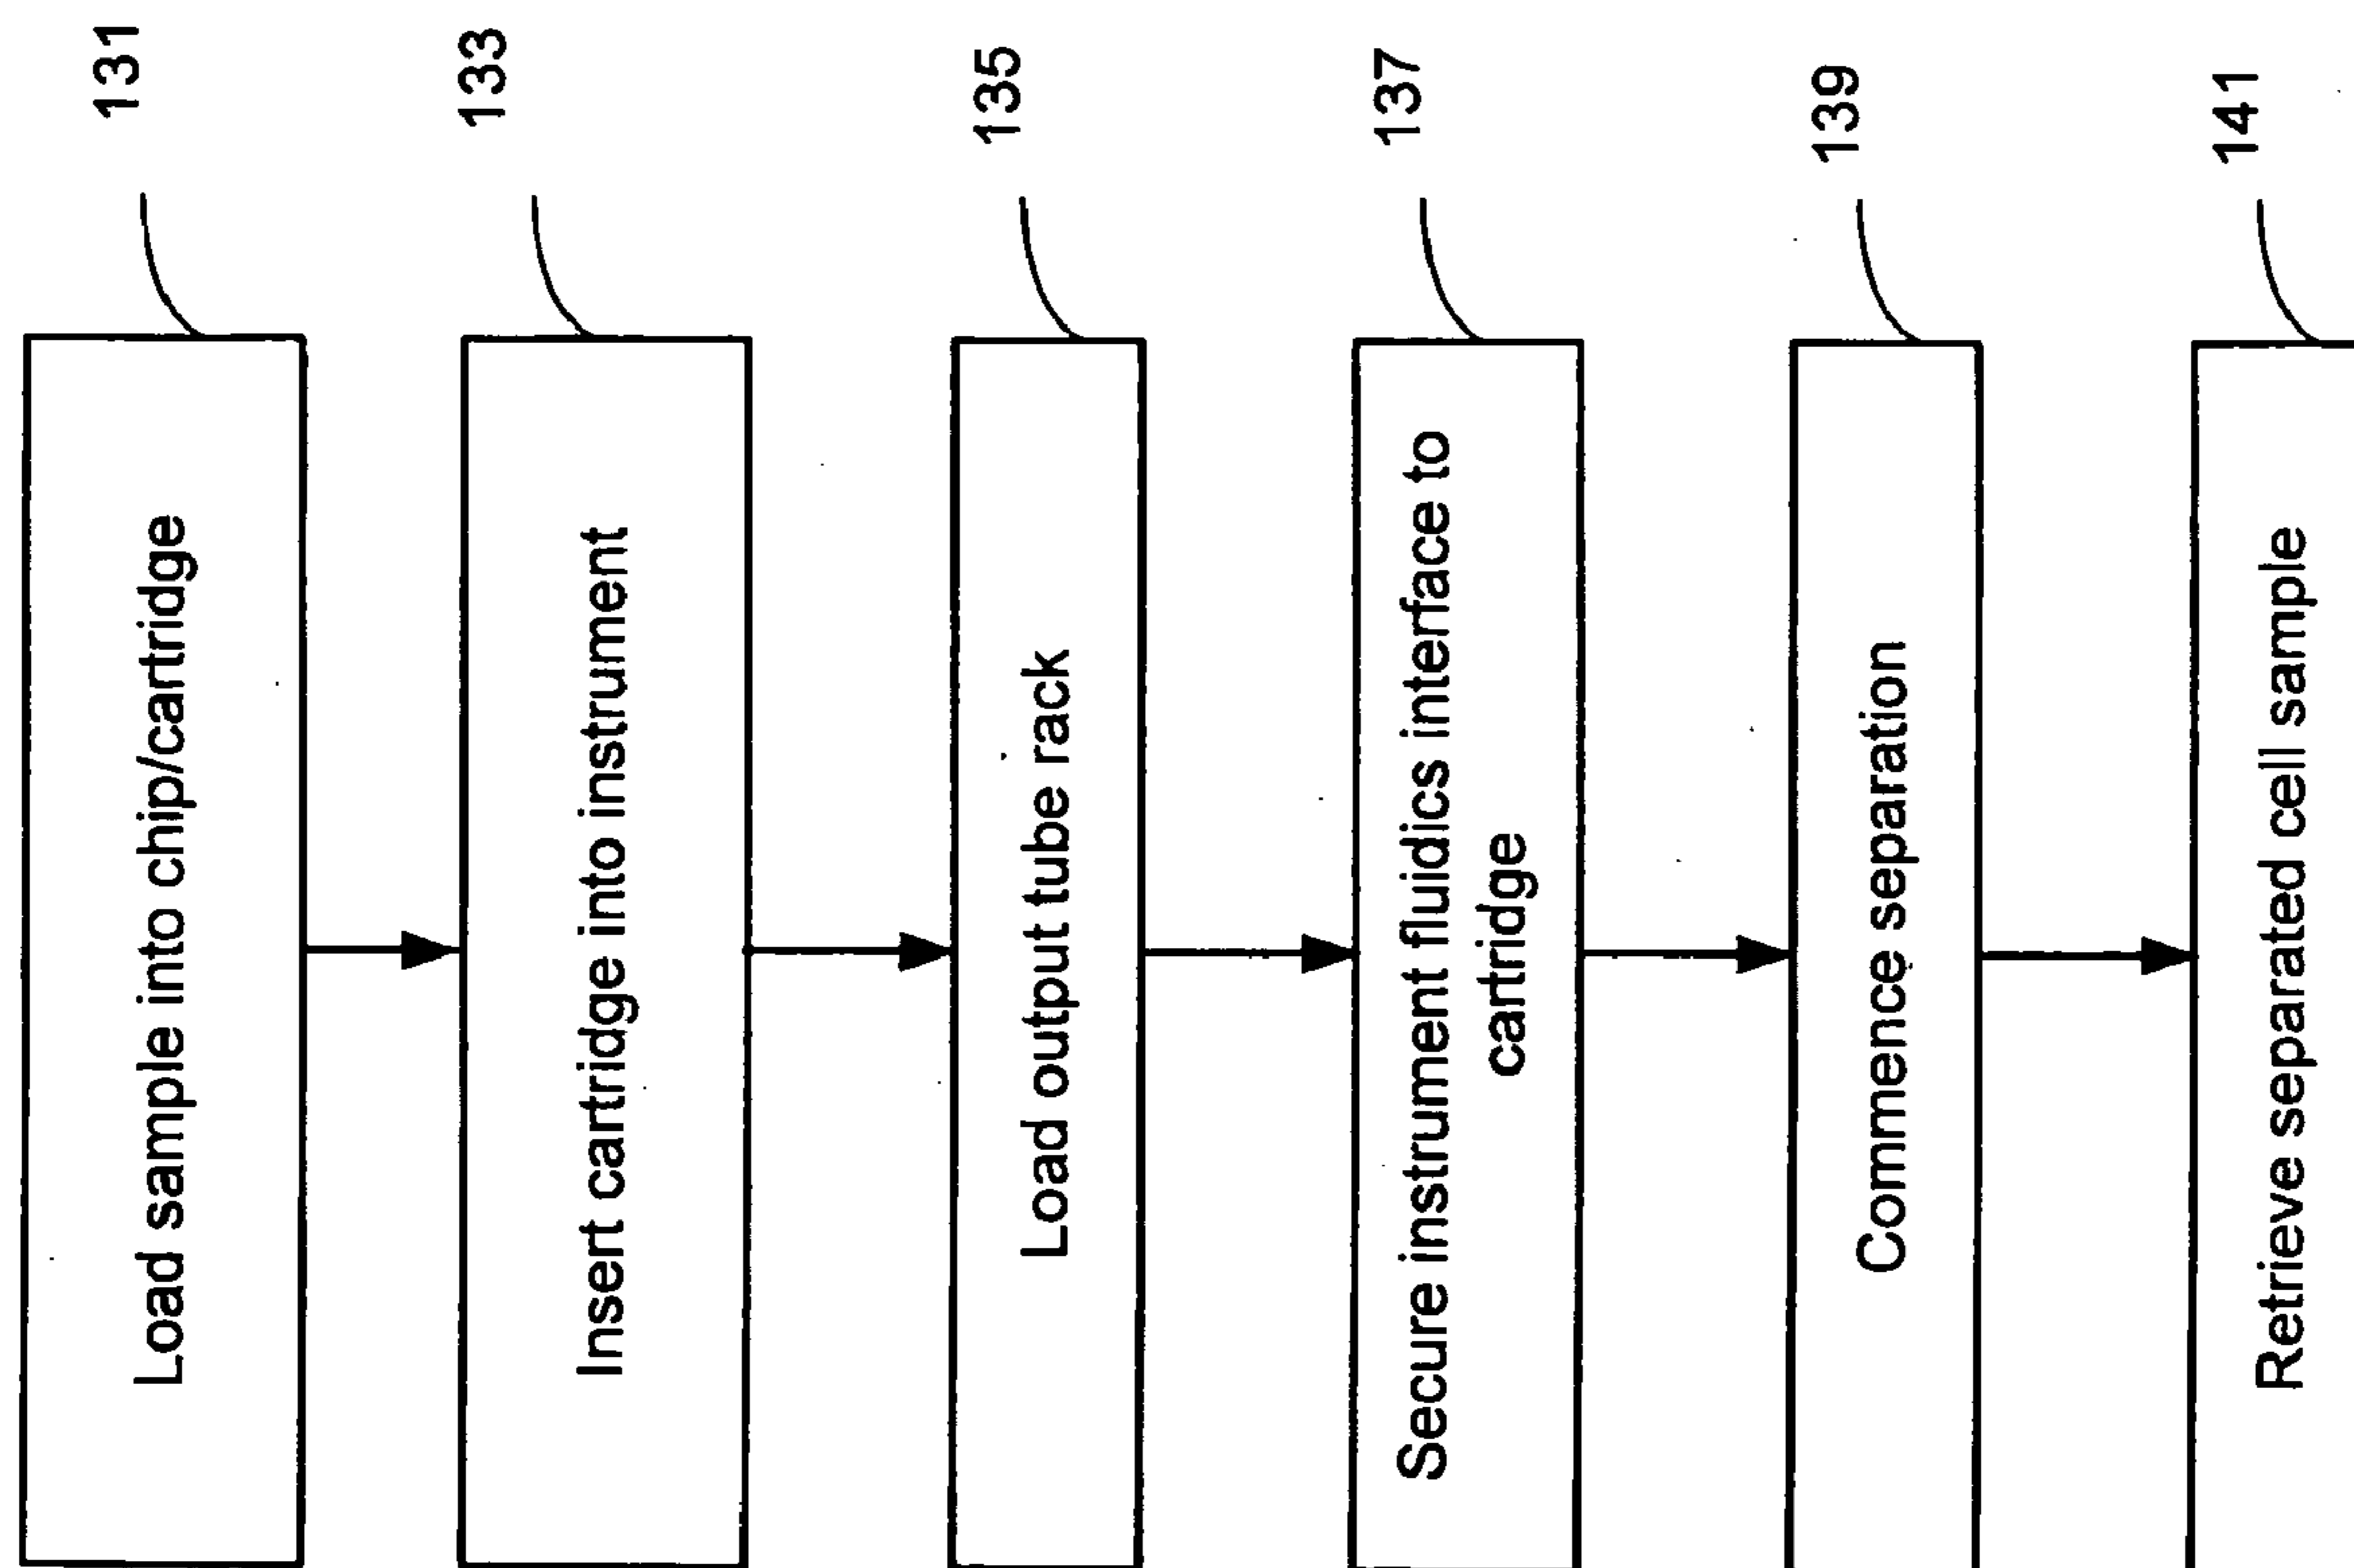 Load sample into chip/cartridge
131
Insert cartridge into instrument
133
Load output tube rack
135
Secure instrument fluidics interface to
cartridge
137
Commence separation
139
Retrieve separated cell sample
141